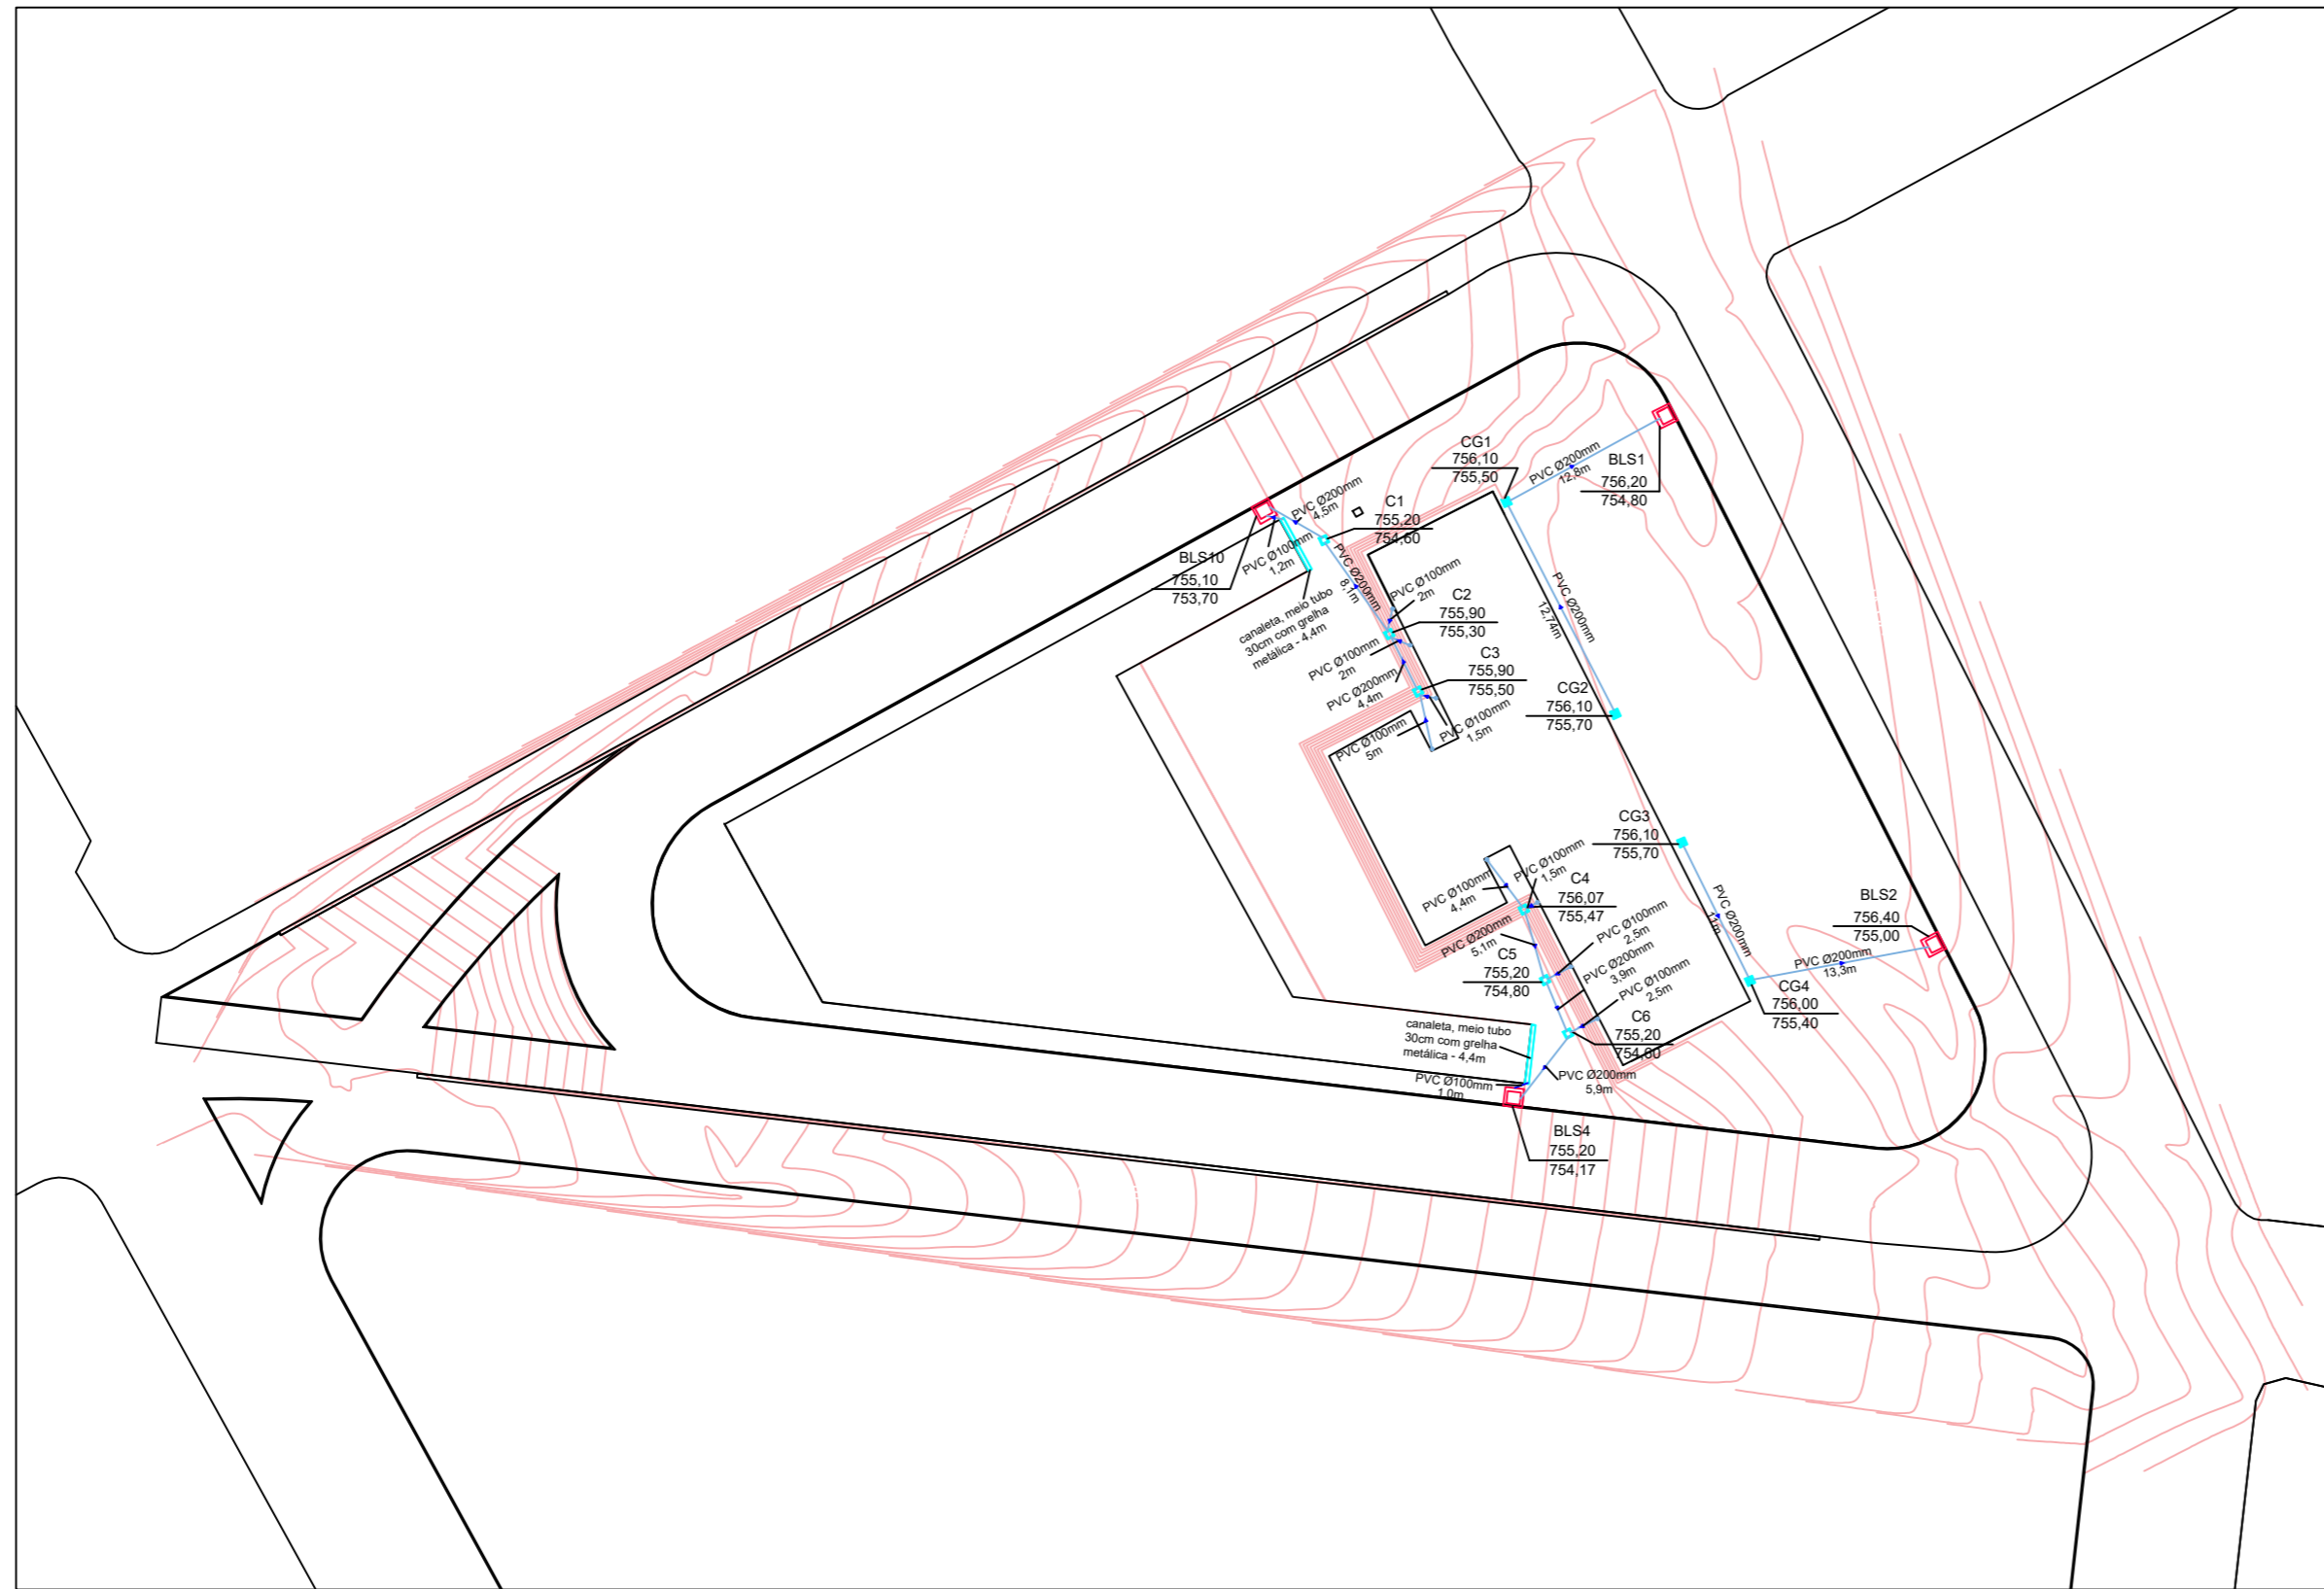 CG1
756,10
755,50
PVC Ø200mm
12,8m
BLS1
756,20
754,80
PVC Ø200mm
4,5m
C1
755,20
754,60
BLS10
755,10
753,70
PVC Ø100mm
1,2m
canaleta, meio tubo
30cm com grelha
metálica - 4,4m
PVC Ø200mm
8,1m
PVC Ø100mm
2m
C2
755,90
755,30
PVC Ø100mm
2m
PVC Ø200mm
4,4m
C3
755,90
755,50
PVC Ø100mm
1,5m
PVC Ø100mm
5m
PVC Ø200mm
12,74m
CG2
756,10
755,70
CG3
756,10
755,70
PVC Ø200mm
11m
PVC Ø100mm
1,5m
PVC Ø100mm
4,4m
C4
756,07
755,47
PVC Ø200mm
5,1m
PVC Ø100mm
2,5m
C5
755,20
754,80
PVC Ø200mm
3,9m
PVC Ø100mm
2,5m
C6
755,20
754,60
BLS2
756,40
755,00
PVC Ø200mm
13,3m
CG4
756,00
755,40
canaleta, meio tubo
30cm com grelha
metálica - 4,4m
PVC Ø100mm
1,0m
PVC Ø200mm
5,9m
BLS4
755,20
754,17